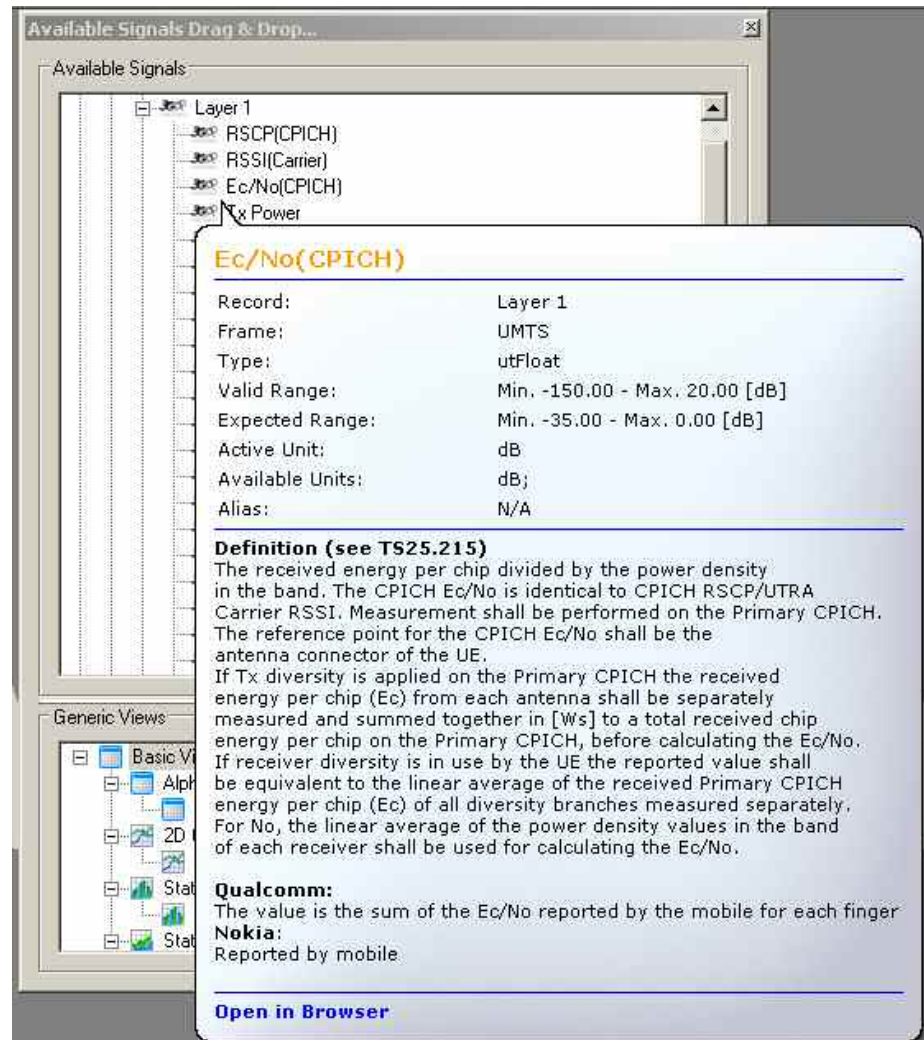 Available Signals Drag & Drop...
Available Signals
Layer 1
RSCP(CPICH)
RSSI(Carrier)
Ec/No(CPICH)
Tx Power
Ec/No(CPICH)
Record: Layer 1
Frame: UMTS
Type: utFloat
Valid Range: Min. -150.00 - Max. 20.00 [dB]
Expected Range: Min. -35.00 - Max. 0.00 [dB]
Active Unit: dB
Available Units: dB;
Alias: N/A
Definition (see TS25.215)
The received energy per chip divided by the power density
in the band. The CPICH Ec/No is identical to CPICH RSCP/UTRA
Carrier RSSI. Measurement shall be performed on the Primary CPICH.
The reference point for the CPICH Ec/No shall be the
antenna connector of the UE.
If Tx diversity is applied on the Primary CPICH the received
energy per chip (Ec) from each antenna shall be separately
measured and summed together in [Ws] to a total received chip
energy per chip on the Primary CPICH, before calculating the Ec/No.
If receiver diversity is in use by the UE the reported value shall
be equivalent to the linear average of the received Primary CPICH
energy per chip (Ec) of all diversity branches measured separately.
For No, the linear average of the power density values in the band
of each receiver shall be used for calculating the Ec/No.
Qualcomm:
The value is the sum of the Ec/No reported by the mobile for each finger
Nokia:
Reported by mobile
Open in Browser
Generic Views
Basic Vi
Alph
2D
Stat
Stat